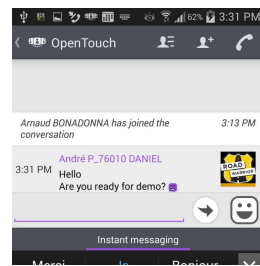 62% 3:31 PM
OpenTouch
Arnaud BONADONNA has joined the conversation 3:13 PM
André P_76010 DANIEL
3:31 PM
Hello
Are you ready for demo?
ROAD
WARRIOR
Instant messaging
Merci Je Bonjour